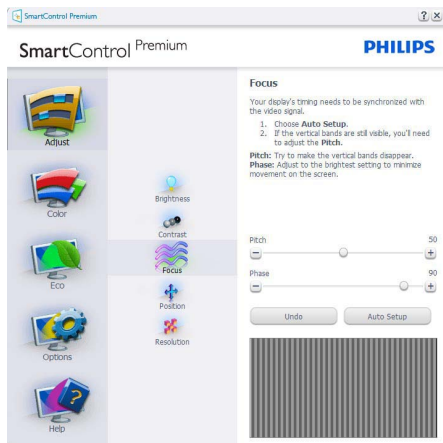 SmartControl Premium
? ×
SmartControl Premium
PHILIPS
Adjust
Color
Eco
Options
Help
Brightness
Contrast
Focus
Position
Resolution
Focus
Your display's timing needs to be synchronized with
the video signal.
1. Choose Auto Setup.
2. If the vertical bands are still visible, you'll need
to adjust the Pitch.
Pitch: Try to make the vertical bands disappear.
Phase: Adjust to the brightest setting to minimize
movement on the screen.
Pitch 50
− +
Phase 90
− +
Undo Auto Setup